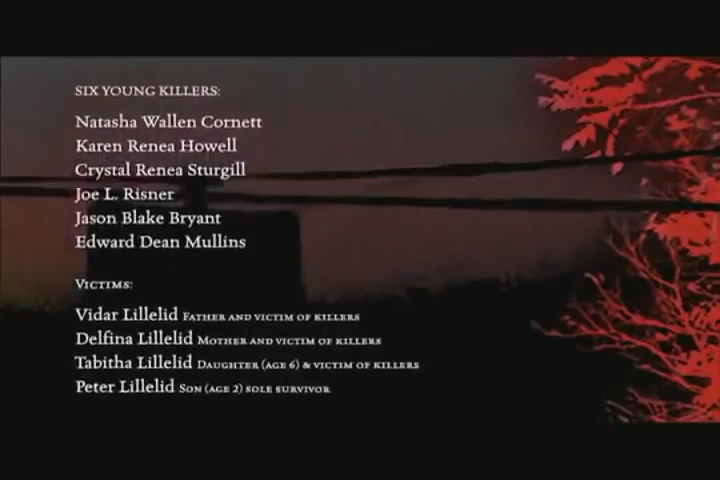 SIX YOUNG KILLERS:
Natasha Wallen Cornett
Karen Renea Howell
Crystal Renea Sturgill
Joe L. Risner
Jason Blake Bryant
Edward Dean Mullins
VICTIMS:
Vidar Lillelid FATHER AND VICTIM OF KILLERS
Delfina Lillelid MOTHER AND VICTIM OF KILLERS
Tabitha Lillelid DAUGHTER (AGE 6) & VICTIM OF KILLERS
Peter Lillelid SON (AGE 2) SOLE SURVIVOR